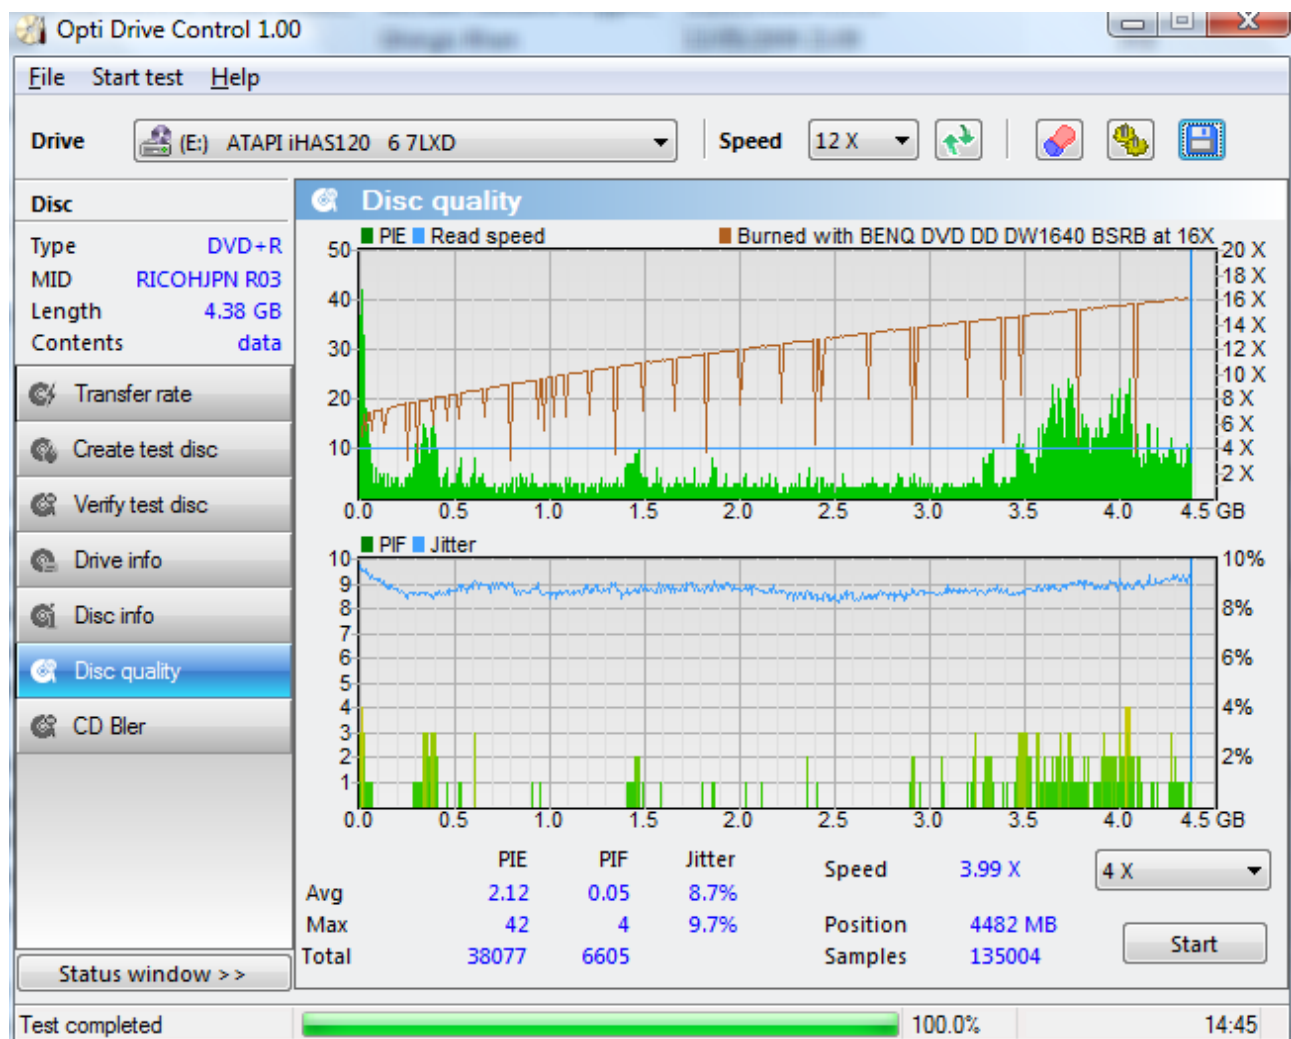 Opti Drive Control 1.00
File Start test Help
Drive (E:) ATAPI iHAS120 6 7LXD Speed 12 X
Disc
Type DVD+R
MID RICOHJPN R03
Length 4.38 GB
Contents data
Transfer rate
Create test disc
Verify test disc
Drive info
Disc info
Disc quality
CD Bler
Status window >>
Disc quality
PIE Read speed Burned with BENQ DVD DD DW1640 BSRB at 16X
50 20 X
18 X
40 16 X
14 X
30 12 X
10 X
20 8 X
6 X
10 4 X
2 X
0.0 0.5 1.0 1.5 2.0 2.5 3.0 3.5 4.0 4.5 GB
PIF Jitter
10 10%
9
8 8%
7
6 6%
5
4 4%
3
2 2%
1
0.0 0.5 1.0 1.5 2.0 2.5 3.0 3.5 4.0 4.5 GB
PIE PIF Jitter
Avg 2.12 0.05 8.7%
Max 42 4 9.7%
Total 38077 6605
Speed 3.99 X 4 X
Position 4482 MB
Samples 135004
Start
Test completed 100.0% 14:45